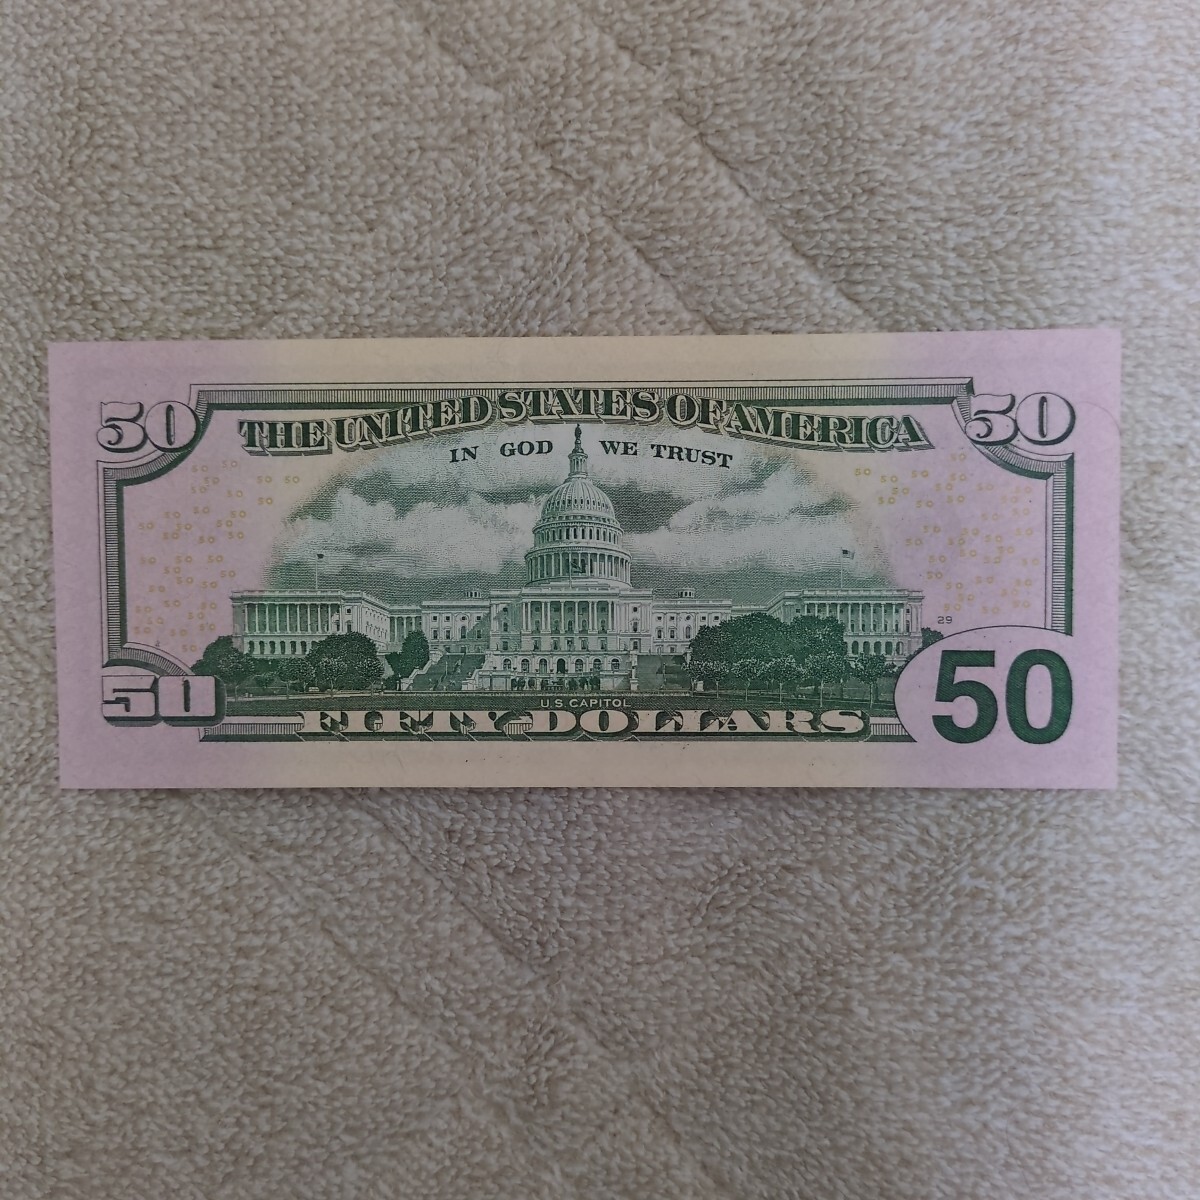 50 THE UNITED STATES OF AMERICA 50
IN GOD WE TRUST
29
50 U.S. CAPITOL 50
FIFTY DOLLARS